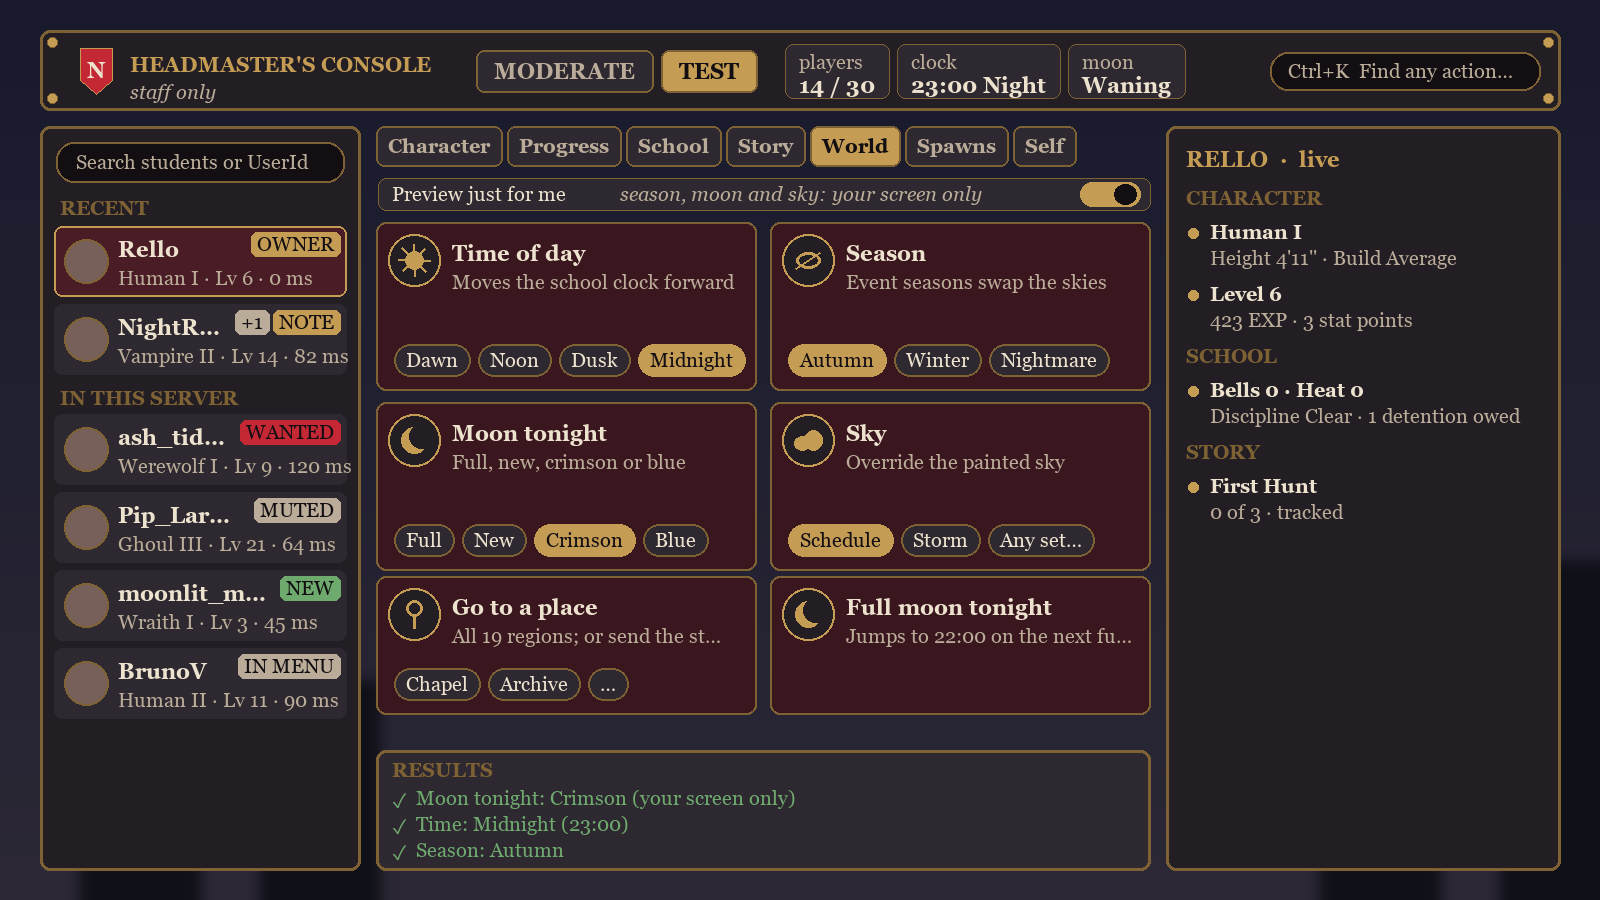 N
HEADMASTER'S CONSOLE
staff only
MODERATE
TEST
players
14 / 30
clock
23:00 Night
moon
Waning
Ctrl+K Find any action...
Search students or UserId
RECENT
Rello
OWNER
Human I · Lv 6 · 0 ms
NightR...
+1
NOTE
Vampire II · Lv 14 · 82 ms
IN THIS SERVER
ash_tid...
WANTED
Werewolf I · Lv 9 · 120 ms
Pip_Lar...
MUTED
Ghoul III · Lv 21 · 64 ms
moonlit_m...
NEW
Wraith I · Lv 3 · 45 ms
BrunoV
IN MENU
Human II · Lv 11 · 90 ms
Character
Progress
School
Story
World
Spawns
Self
Preview just for me
season, moon and sky: your screen only
Time of day
Moves the school clock forward
Dawn
Noon
Dusk
Midnight
Season
Event seasons swap the skies
Autumn
Winter
Nightmare
Moon tonight
Full, new, crimson or blue
Full
New
Crimson
Blue
Sky
Override the painted sky
Schedule
Storm
Any set...
Go to a place
All 19 regions; or send the st...
Chapel
Archive
...
Full moon tonight
Jumps to 22:00 on the next fu...
RESULTS
✓ Moon tonight: Crimson (your screen only)
✓ Time: Midnight (23:00)
✓ Season: Autumn
RELLO · live
CHARACTER
Human I
Height 4'11" · Build Average
Level 6
423 EXP · 3 stat points
SCHOOL
Bells 0 · Heat 0
Discipline Clear · 1 detention owed
STORY
First Hunt
0 of 3 · tracked